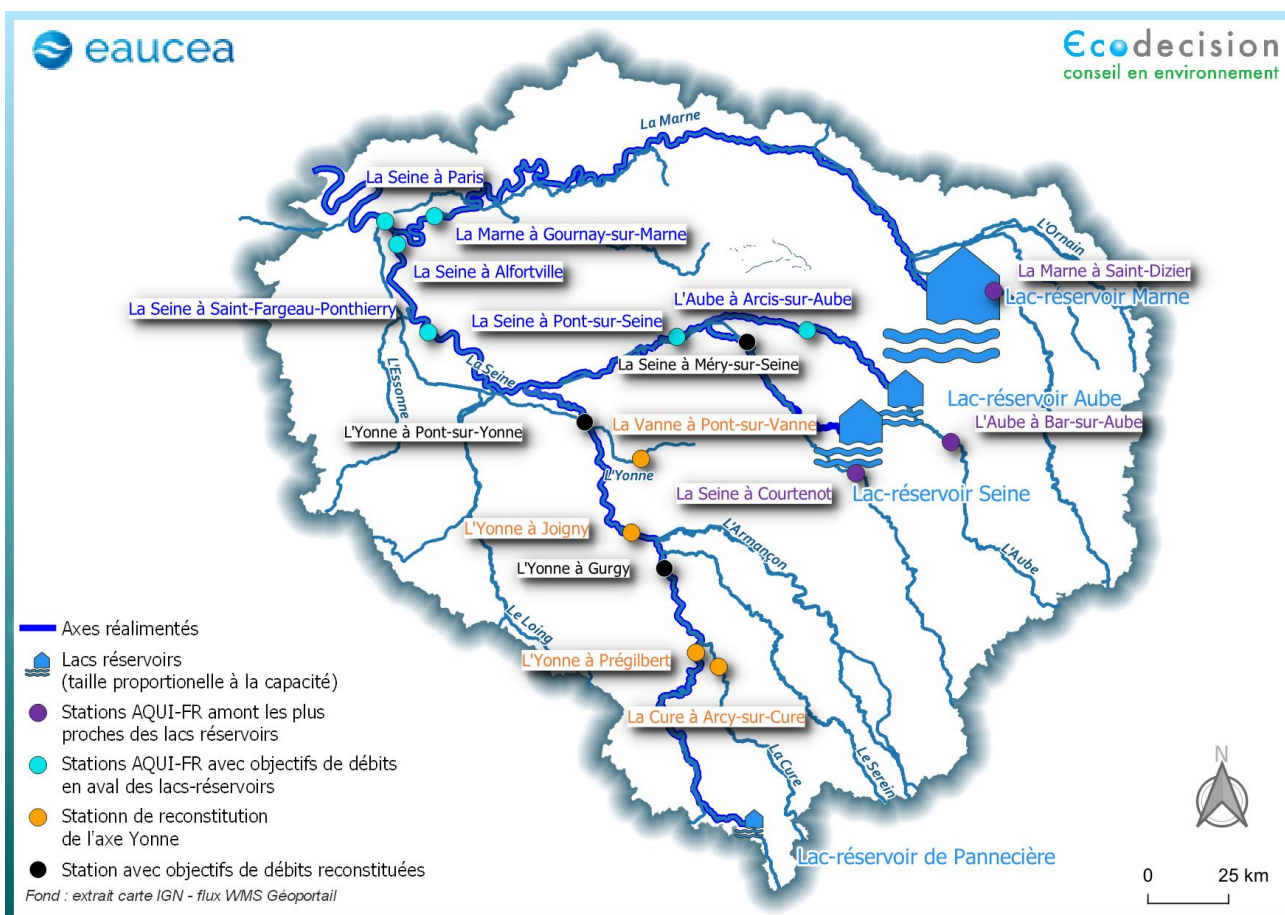 eaucea
Ecodecision
conseil en environnement
La Marne
La Seine à Paris
La Marne à Gournay-sur-Marne
L'Ornain
La Seine à Alfortville
La Marne à Saint-Dizier
Lac-réservoir Marne
La Seine à Saint-Fargeau-Ponthierry
La Seine à Pont-sur-Seine
L'Aube à Arcis-sur-Aube
La Seine à Méry-sur-Seine
La Seine
L'Essonne
Lac-réservoir Aube
L'Aube à Bar-sur-Aube
L'Yonne à Pont-sur-Yonne
La Vanne à Pont-sur-Vanne
L'Yonne
La Seine à Courtenot
Lac-réservoir Seine
L'Yonne à Joigny
L'Armançon
L'Yonne à Gurgy
L'Aube
Le Loing
L'Yonne à Prégilbert
La Cure à Arcy-sur-Cure
La Cure
Le Serein
Lac-réservoir de Pannecière
Axes réalimentés
Lacs réservoirs
(taille proportionelle à la capacité)
Stations AQUI-FR amont les plus
proches des lacs réservoirs
Stations AQUI-FR avec objectifs de débits
en aval des lacs-réservoirs
Stationn de reconstitution
de l'axe Yonne
Station avec objectifs de débits reconstituées
Fond : extrait carte IGN - flux WMS Géoportail
N
0 25 km